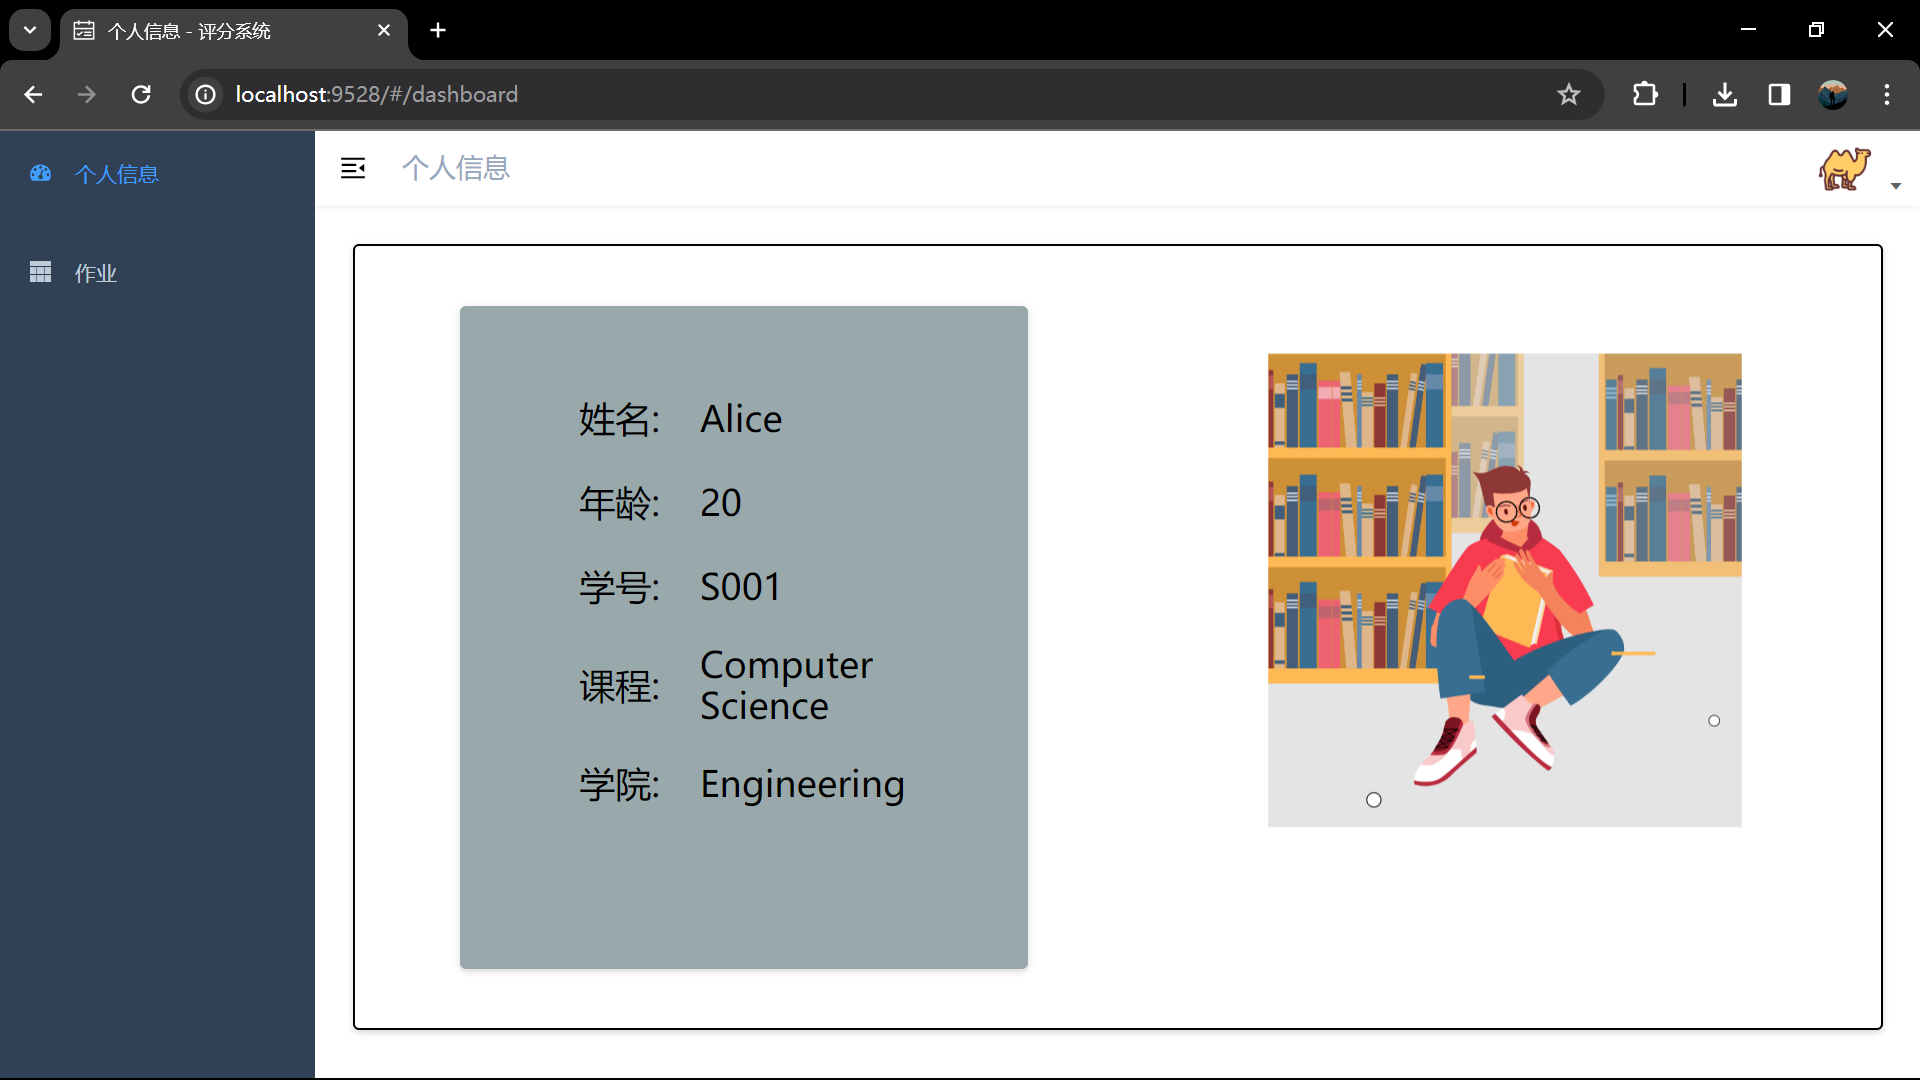 个人信息 - 评分系统
localhost:9528/#/dashboard
个人信息
作业
个人信息
姓名: Alice
年龄: 20
学号: S001
课程: Computer
Science
学院: Engineering